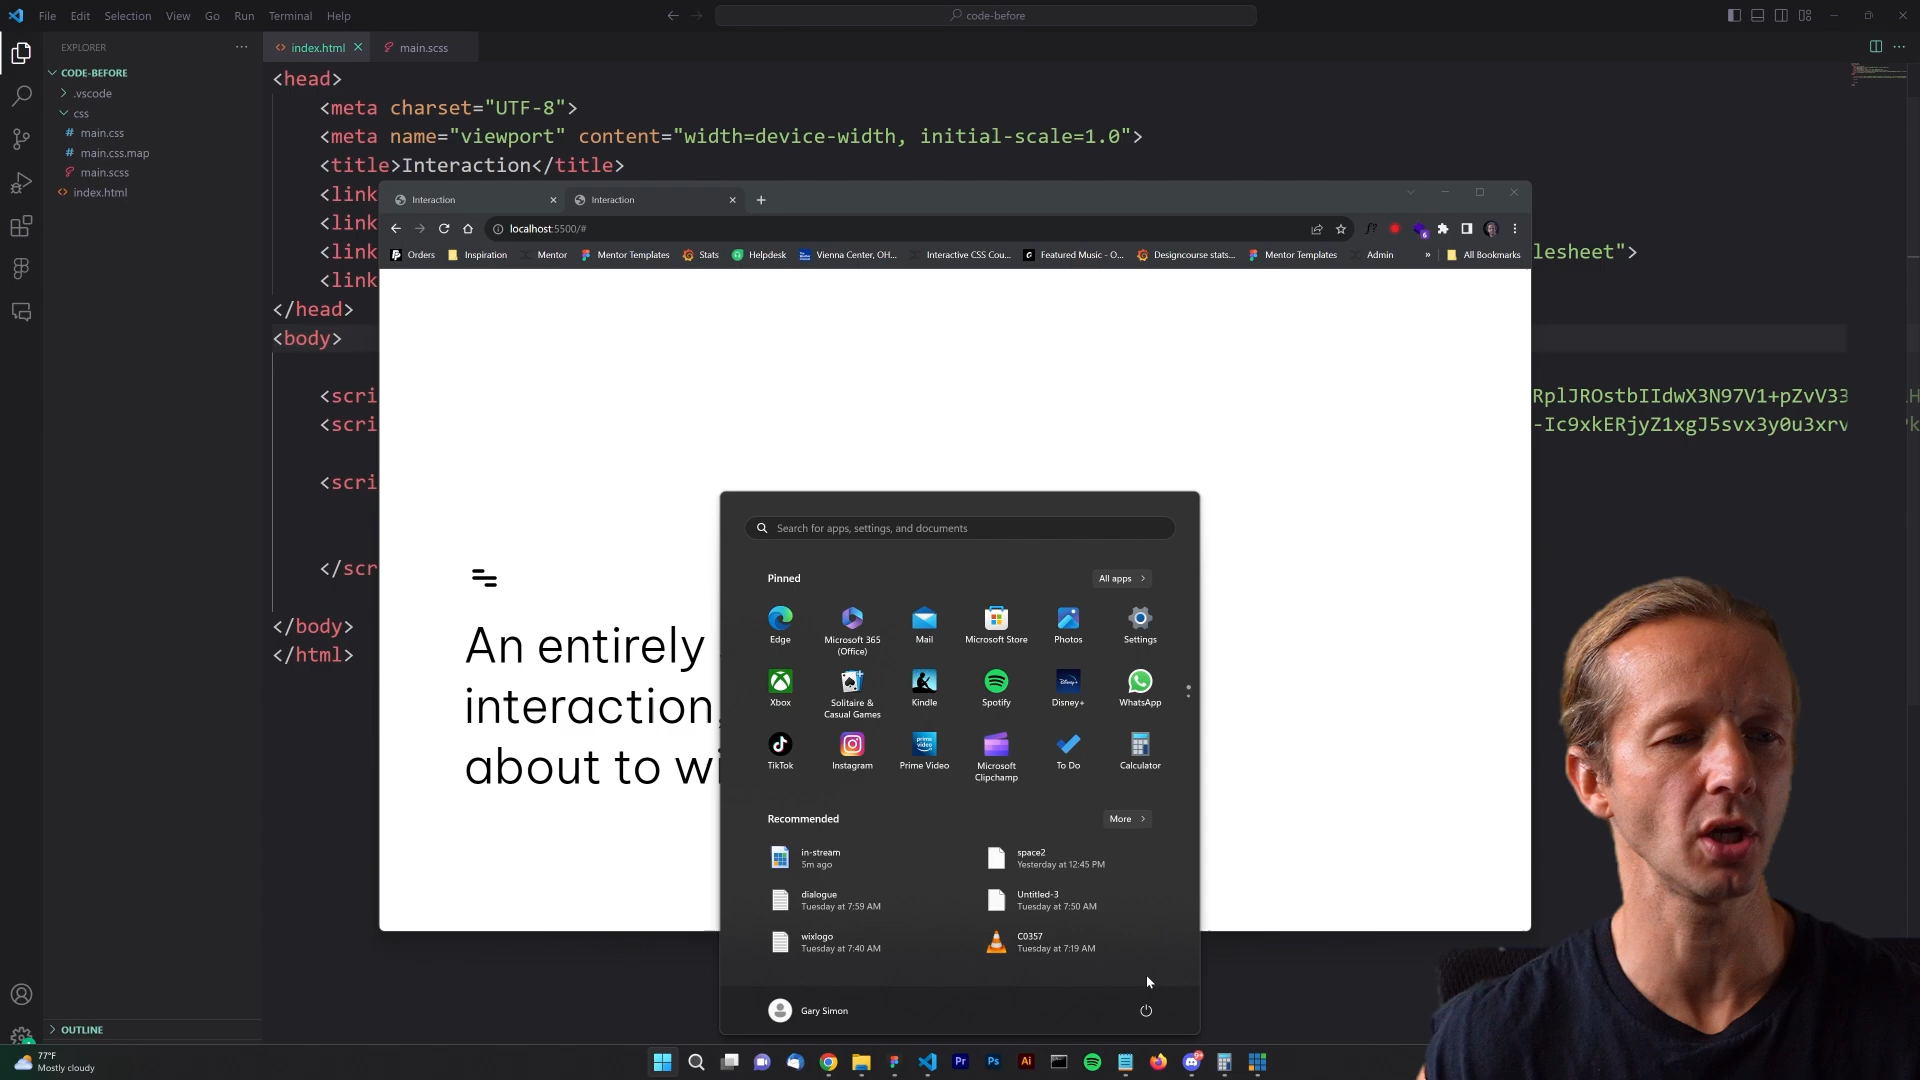 File Edit Selection View Go Run Terminal Help
code-before
EXPLORER
CODE-BEFORE
.vscode
css
main.css
main.css.map
main.scss
index.html
OUTLINE
index.html
main.scss
<head>
<meta charset="UTF-8">
<meta name="viewport" content="width=device-width, initial-scale=1.0">
<title>Interaction</title>
<link
<link
<link
lesheet">
<link
</head>
<body>
<scri
RplJROstbIIdwX3N97V1+pZvV33
<scri
-Ic9xkERjyZ1xgJ5svx3y0u3xrv
<scri
</scr
</body>
</html>
Interaction
Interaction
localhost:5500/#
Orders Inspiration Mentor Mentor Templates Stats Helpdesk Vienna Center, OH... Interactive CSS Cou... Featured Music - O... Designcourse stats... Mentor Templates Admin » All Bookmarks
An entirely
interaction,
about to wi
Search for apps, settings, and documents
Pinned
All apps
Edge
Microsoft 365 (Office)
Mail
Microsoft Store
Photos
Settings
Xbox
Solitaire & Casual Games
Kindle
Spotify
Disney+
WhatsApp
TikTok
Instagram
Prime Video
Microsoft Clipchamp
To Do
Calculator
Recommended
More
in-stream
5m ago
space2
Yesterday at 12:45 PM
dialogue
Tuesday at 7:59 AM
Untitled-3
Tuesday at 7:50 AM
wixlogo
Tuesday at 7:40 AM
C0357
Tuesday at 7:19 AM
Gary Simon
77°F
Mostly cloudy